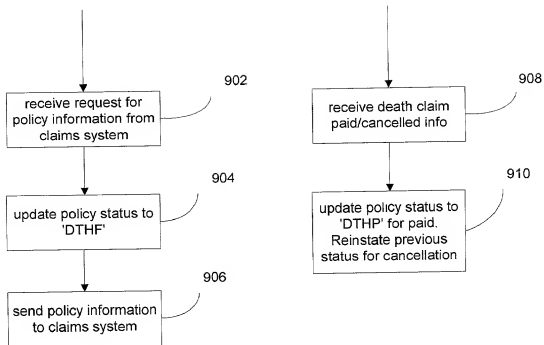 902
receive request for
policy information from
claims system
904
update policy status to
'DTHF'
906
send policy information
to claims system
908
receive death claim
paid/cancelled info
910
update policy status to
'DTHP' for paid.
Reinstate previous
status for cancellation